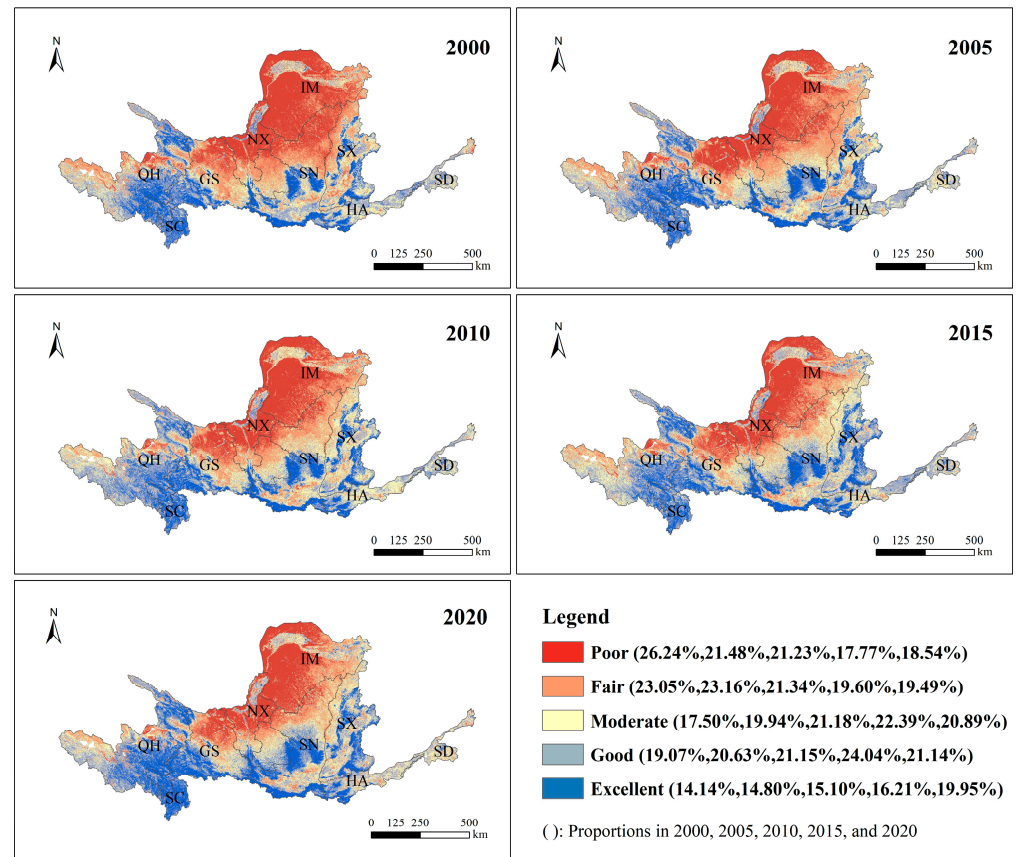 N
2000
IM
NX
SX
QH
GS
SN
SD
HA
SC
0 125 250 500
km
N
2005
IM
NX
SX
QH
GS
SN
SD
HA
SC
0 125 250 500
km
N
2010
IM
NX
SX
QH
GS
SN
SD
HA
SC
0 125 250 500
km
N
2015
IM
NX
SX
QH
GS
SN
SD
HA
SC
0 125 250 500
km
N
2020
IM
NX
SX
QH
GS
SN
SD
HA
SC
0 125 250 500
km
Legend
Poor (26.24%,21.48%,21.23%,17.77%,18.54%)
Fair (23.05%,23.16%,21.34%,19.60%,19.49%)
Moderate (17.50%,19.94%,21.18%,22.39%,20.89%)
Good (19.07%,20.63%,21.15%,24.04%,21.14%)
Excellent (14.14%,14.80%,15.10%,16.21%,19.95%)
( ): Proportions in 2000, 2005, 2010, 2015, and 2020